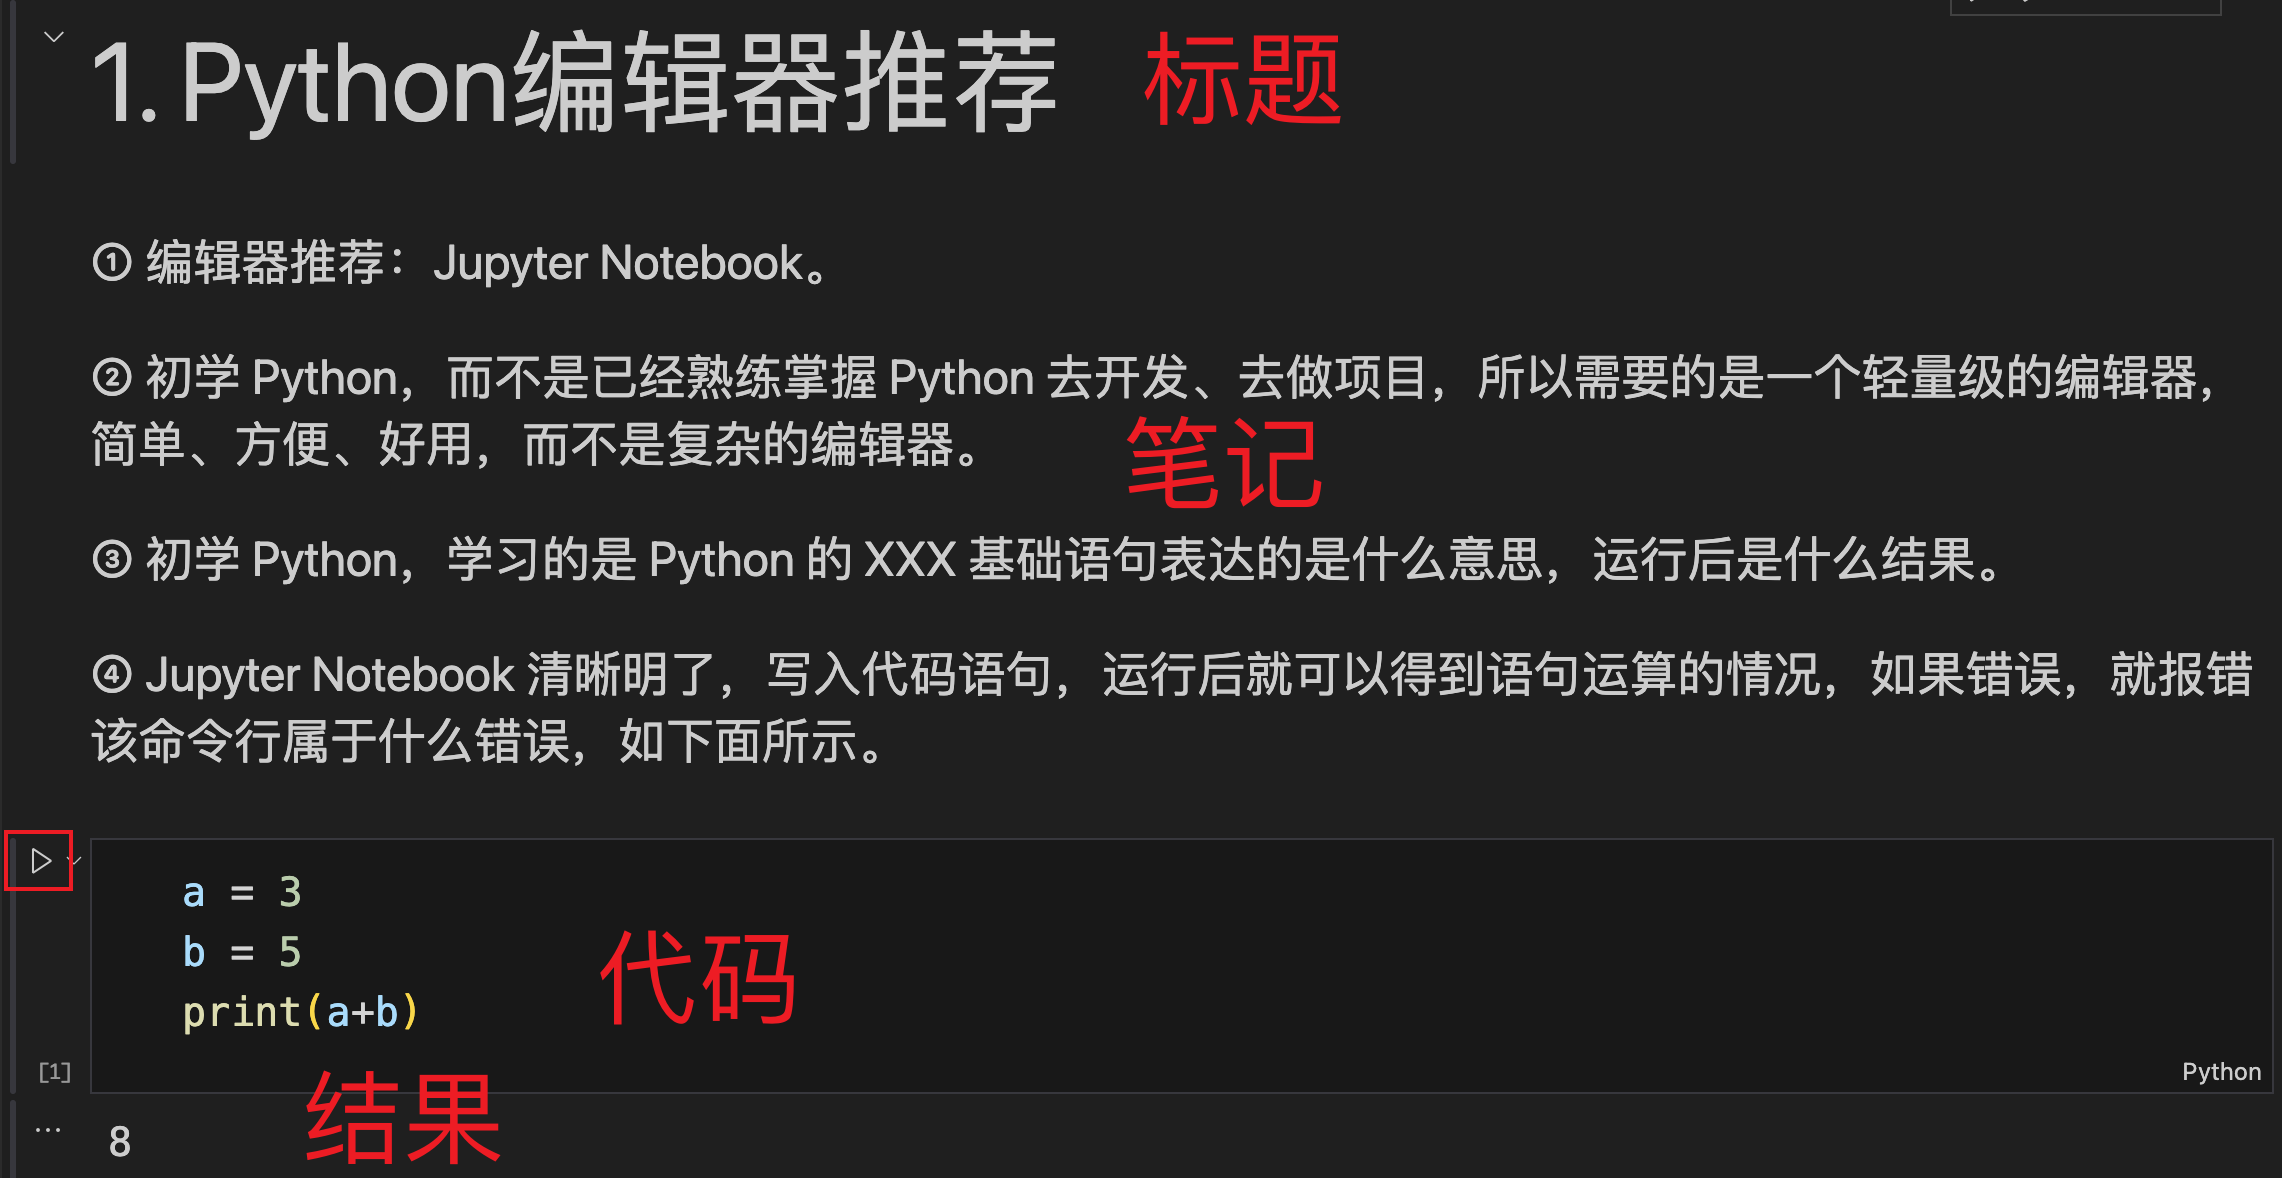 1. Python编辑器推荐 标题
① 编辑器推荐：Jupyter Notebook。
② 初学 Python，而不是已经熟练掌握 Python 去开发、去做项目，所以需要的是一个轻量级的编辑器，
简单、方便、好用，而不是复杂的编辑器。
笔记
③ 初学 Python，学习的是 Python 的 XXX 基础语句表达的是什么意思，运行后是什么结果。
④ Jupyter Notebook 清晰明了，写入代码语句，运行后就可以得到语句运算的情况，如果错误，就报错
该命令行属于什么错误，如下面所示。
a = 3
b = 5
代码
print(a+b)
[1]
Python
结果
8